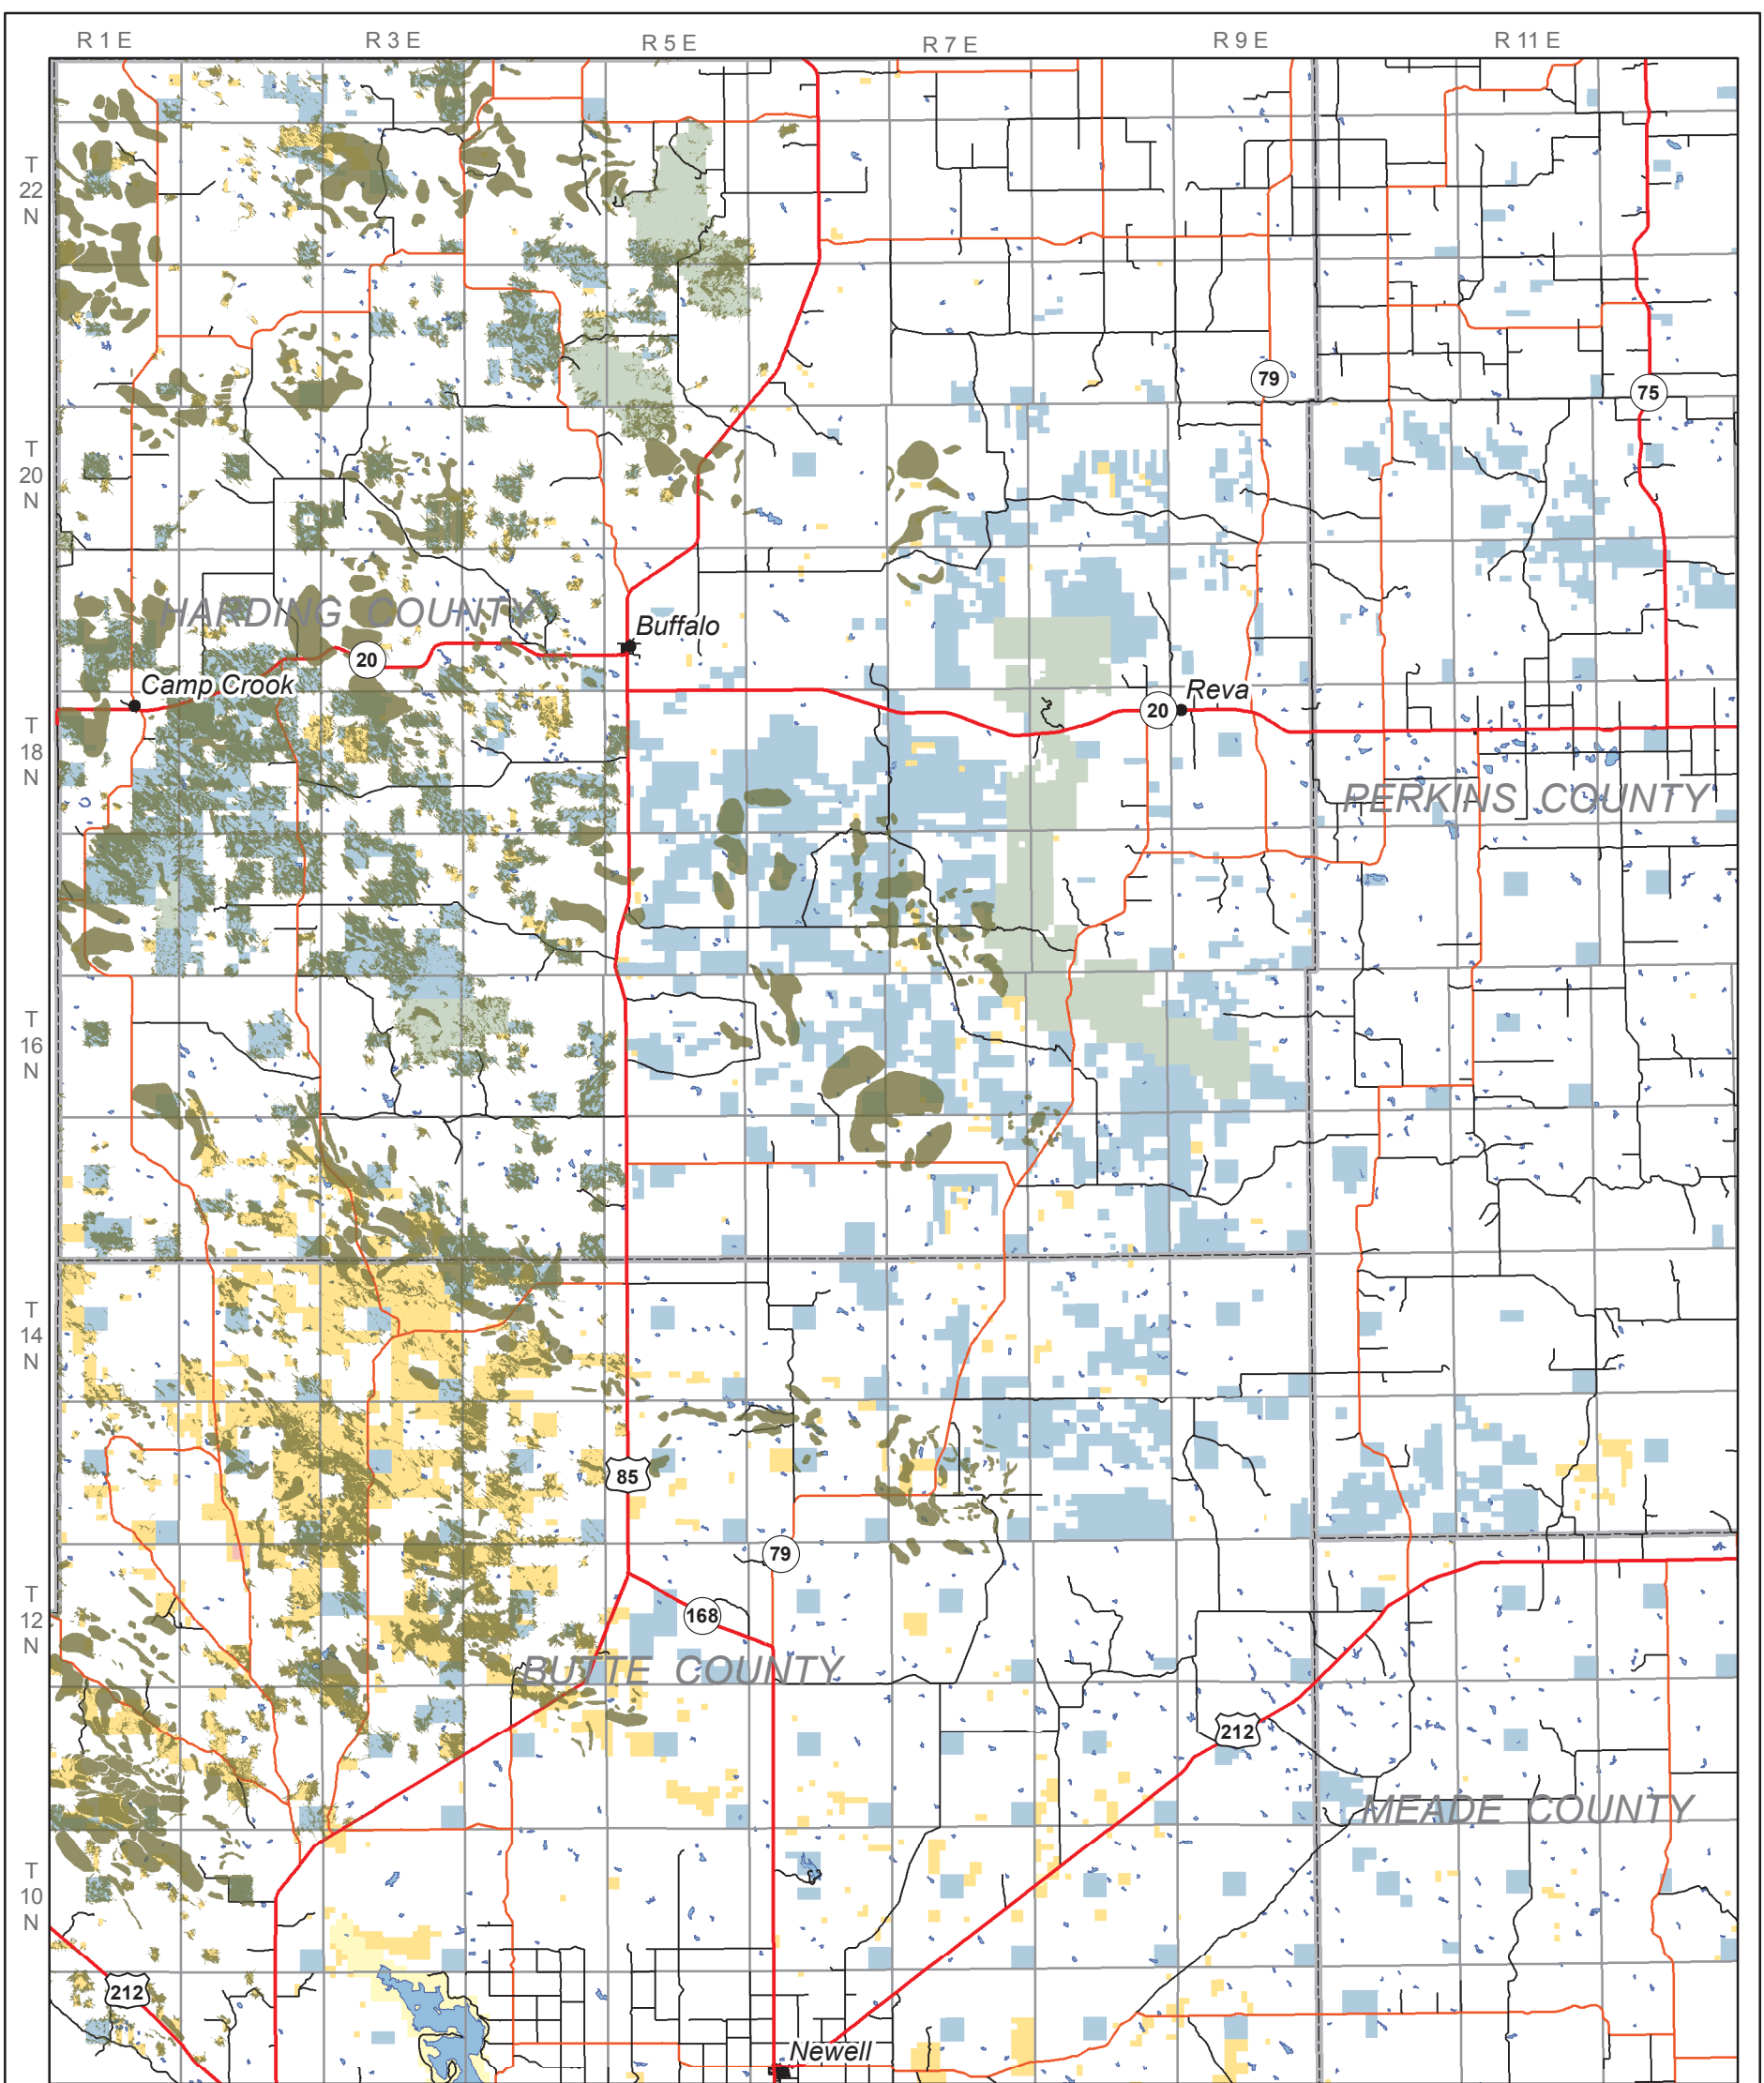 R 1 E R 3 E R 5 E R 7 E R 9 E R 11 E
T
22
N
79
75
T
20
N
HARDING COUNTY
Buffalo
20
Camp Crook
Reva
20
T
18
N
PERKINS COUNTY
T
16
N
T
14
N
85
79
T
12
N
168
BUTTE COUNTY
212
MEADE COUNTY
T
10
N
212
Newell